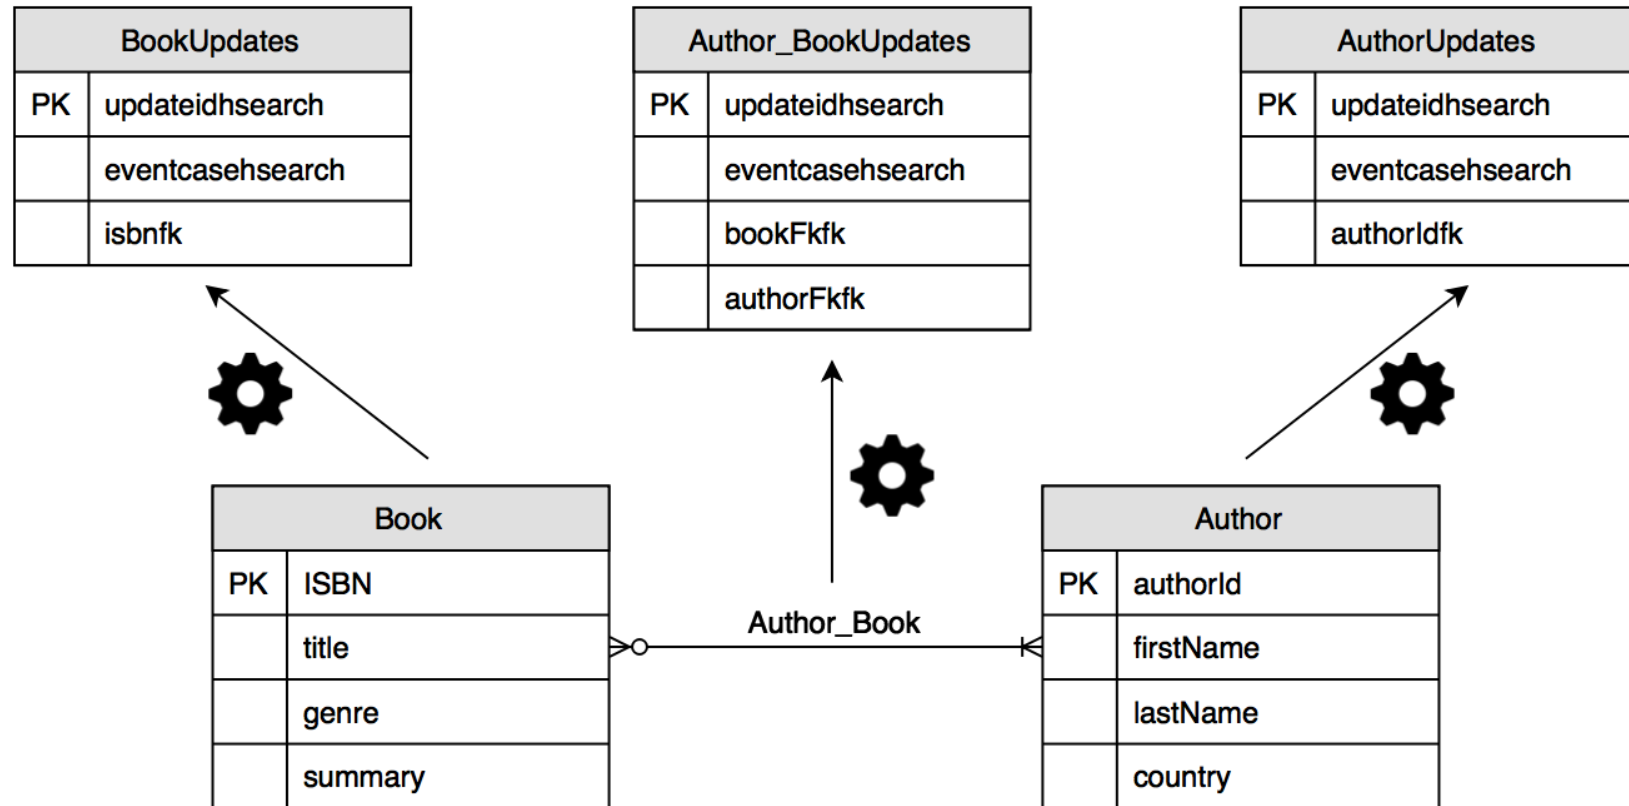 BookUpdates
PK updateidhsearch
eventcasehsearch
isbnfk
Author_BookUpdates
PK updateidhsearch
eventcasehsearch
bookFkfk
authorFkfk
AuthorUpdates
PK updateidhsearch
eventcasehsearch
authorIdfk
Book
PK ISBN
title
genre
summary
Author_Book
Author
PK authorId
firstName
lastName
country